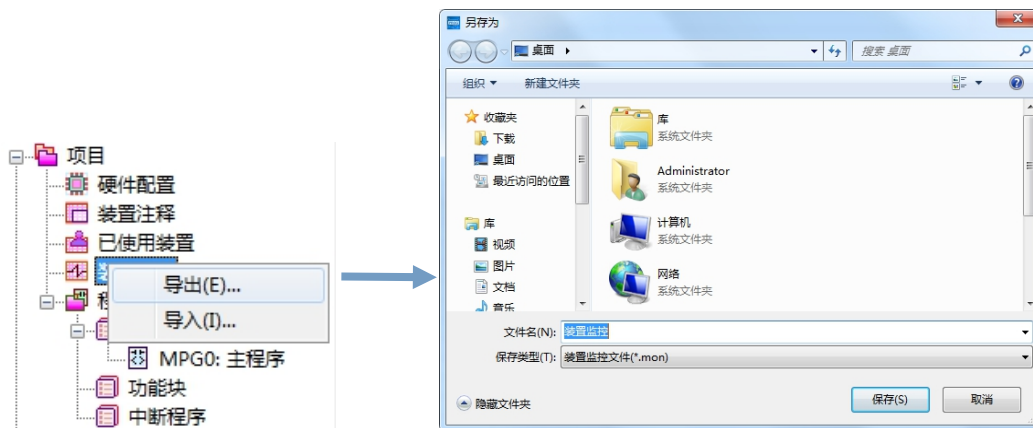 项目
硬件配置
装置注释
已使用装置
导出(E)...
导入(I)...
MPG0: 主程序
功能块
中断程序
另存为
桌面
搜索 桌面
组织
新建文件夹
收藏夹
下载
桌面
最近访问的位置
库
视频
图片
文档
音乐
库
系统文件夹
Administrator
系统文件夹
计算机
系统文件夹
网络
系统文件夹
文件名(N): 装置监控
保存类型(T): 装置监控文件(*.mon)
隐藏文件夹
保存(S)
取消